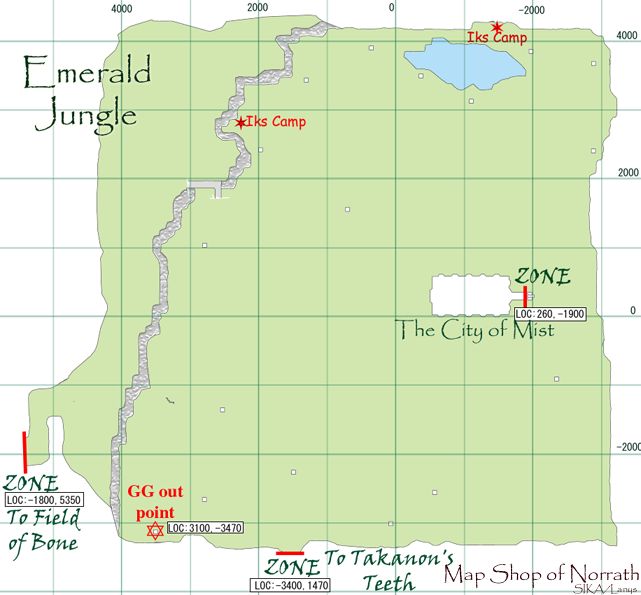 4000
2000
0
-2000
4000
Iks Camp
Emerald
Jungle
Iks Camp
2000
ZONE
LOC:260,-1900
0
The City of Mist
-2000
ZONE
LOC:-1800, 5350
To Field
of Bone
GG out
point
LOC:3100,-3470
ZONE
To Takanon's
Teeth
LOC:-3400, 1470
Map Shop of Norrath
SIKA/Lanys